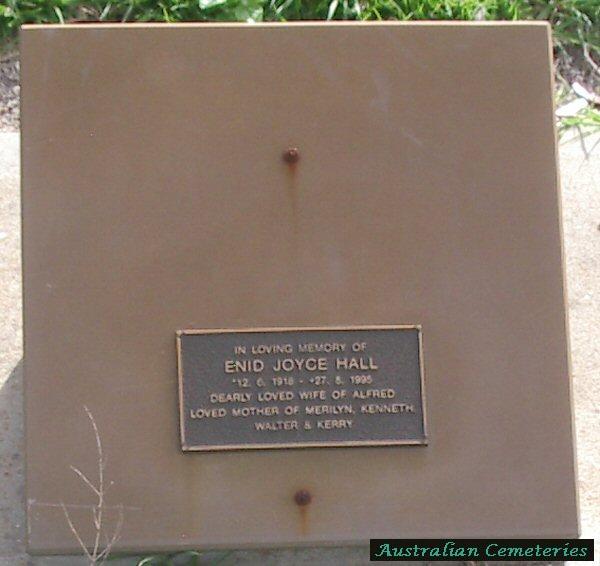 IN LOVING MEMORY OF
ENID JOYCE HALL
*12. 6. 1918 - +27. 8. 1995
DEARLY LOVED WIFE OF ALFRED
LOVED MOTHER OF MERILYN, KENNETH
WALTER & KERRY
Australian Cemeteries